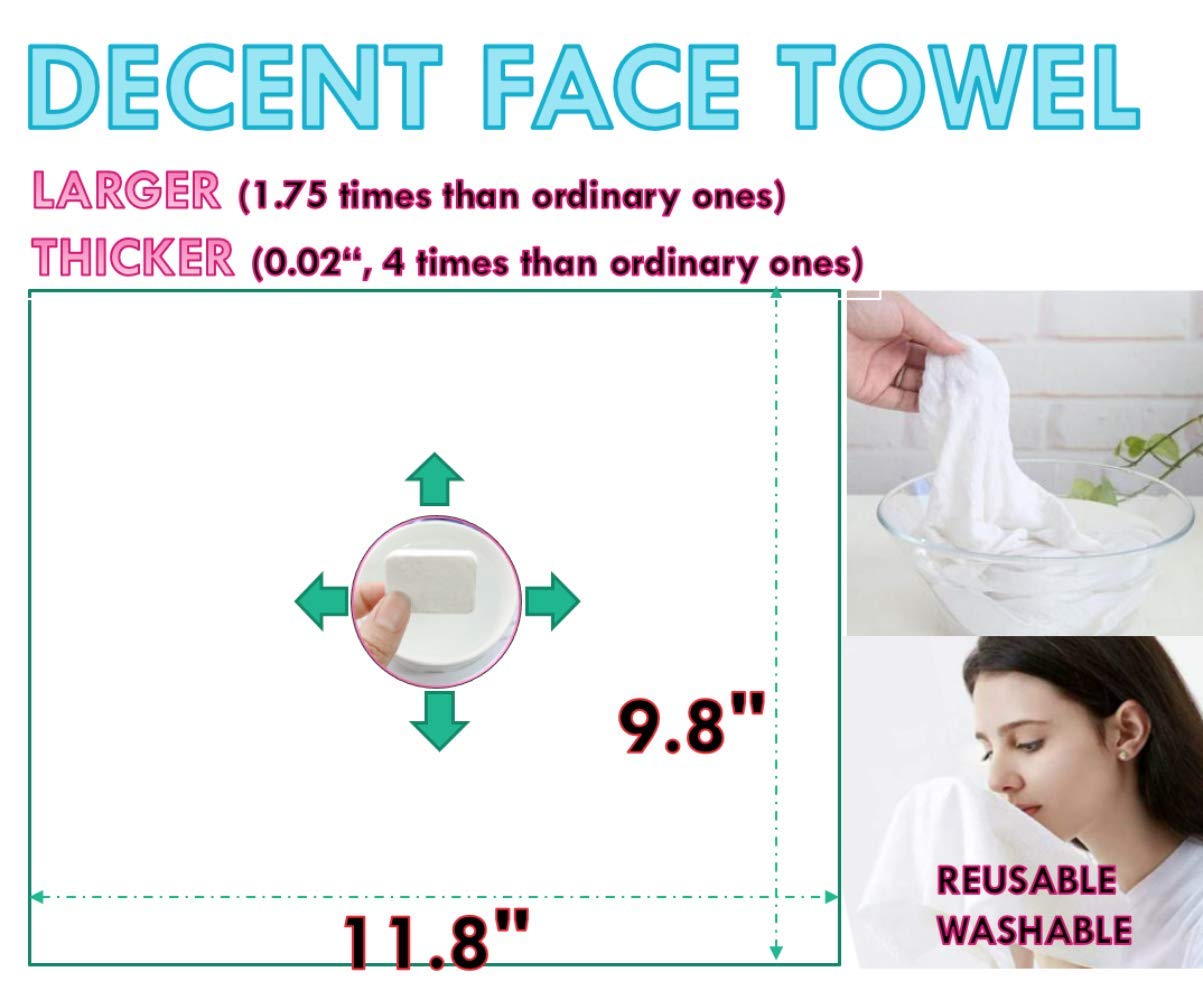 DECENT FACE TOWEL
LARGER (1.75 times than ordinary ones)
THICKER (0.02“, 4 times than ordinary ones)
9.8"
11.8"
REUSABLE
WASHABLE